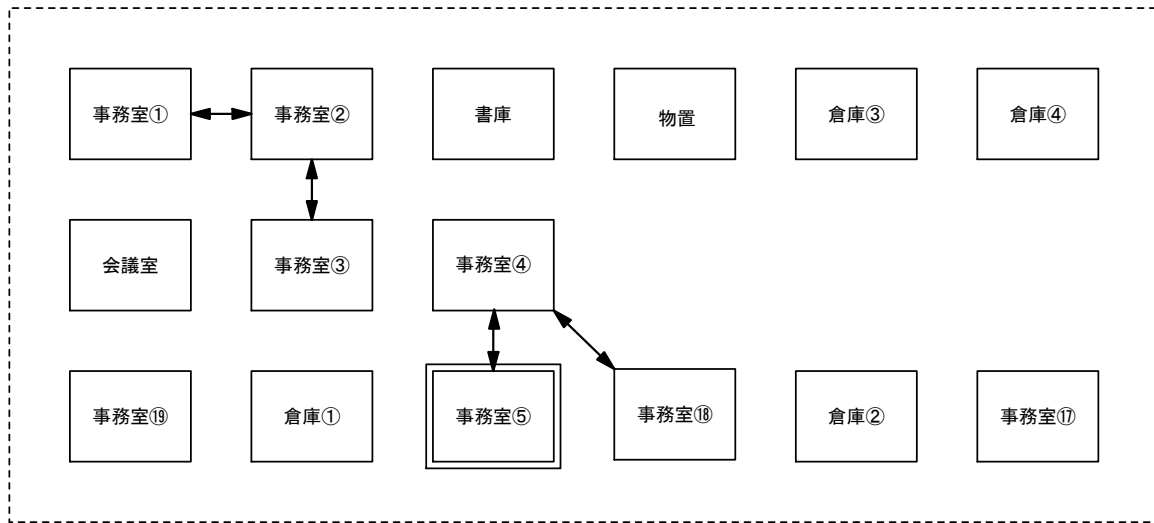 事務室①
事務室②
書庫
物置
倉庫③
倉庫④
会議室
事務室③
事務室④
事務室⑲
倉庫①
事務室⑤
事務室⑱
倉庫②
事務室⑰